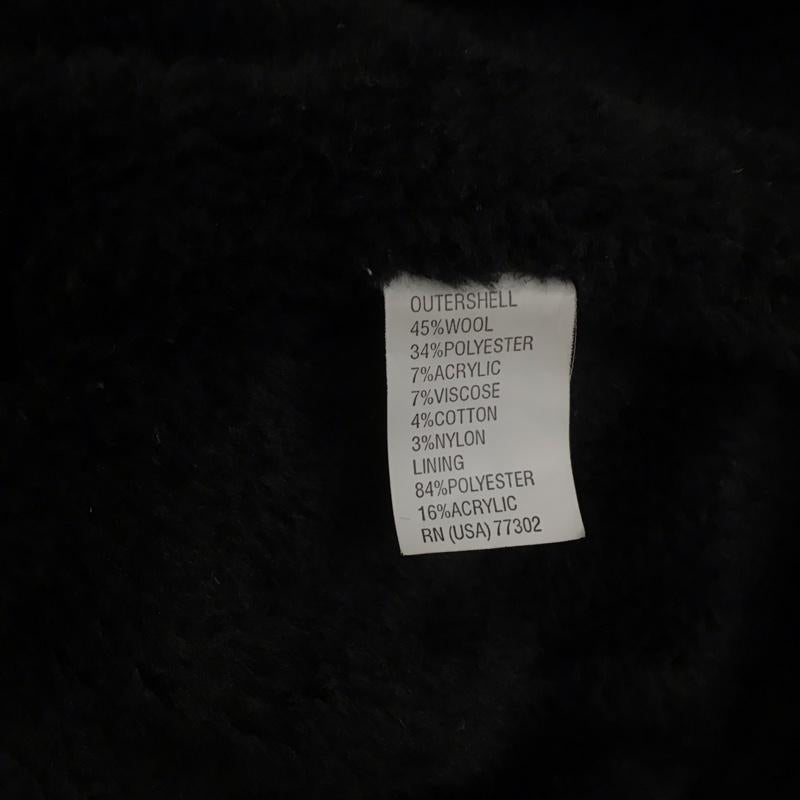 OUTERSHELL
45%WOOL
34%POLYESTER
7%ACRYLIC
7%VISCOSE
4%COTTON
3%NYLON
LINING
84%POLYESTER
16%ACRYLIC
RN (USA) 77302